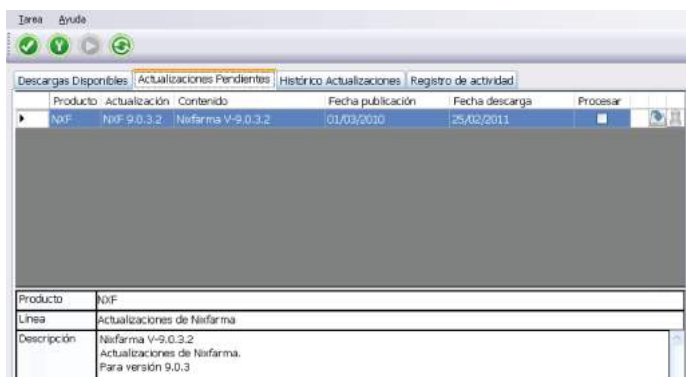 Tarea Ayuda
Descargas Disponibles Actualizaciones Pendientes Histórico Actualizaciones Registro de actividad
Producto Actualización Contenido Fecha publicación Fecha descarga Procesar
NXF NXF 9.0.3.2 Nixfarma V-9.0.3.2 01/03/2010 25/02/2011
Producto NXF
Línea Actualizaciones de Nixfarma
Descripción Nixfarma V-9.0.3.2
Actualizaciones de Nixfarma.
Para versión 9.0.3